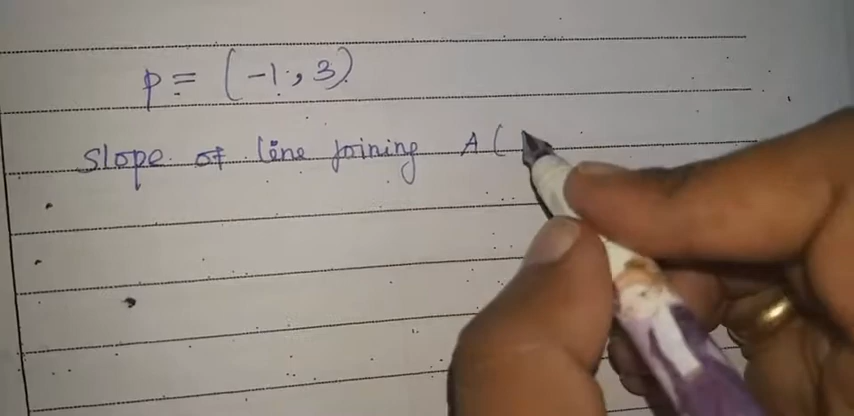 p = (-1, 3)
Slope of line joining A (